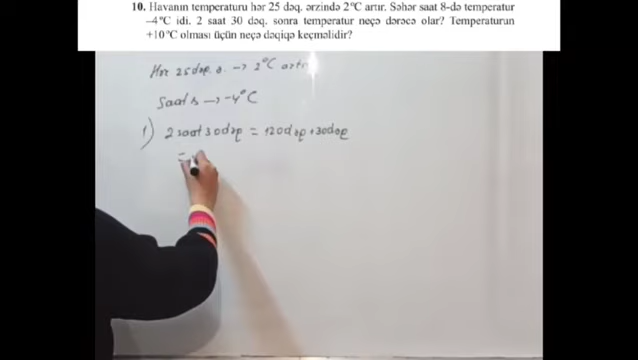 10. Havanın temperaturu hər 25 dəq. ərzində 2°C artır. Səhər saat 8-də temperatur
–4°C idi. 2 saat 30 dəq. sonra temperatur neçə dərəcə olar? Temperaturun
+10°C olması üçün neçə dəqiqə keçməlidir?
Hər 25dəq. ə. → 2°C artı
Saat 8 → -4°C
1) 2 saat 30dəq = 120dəq+30dəq
=